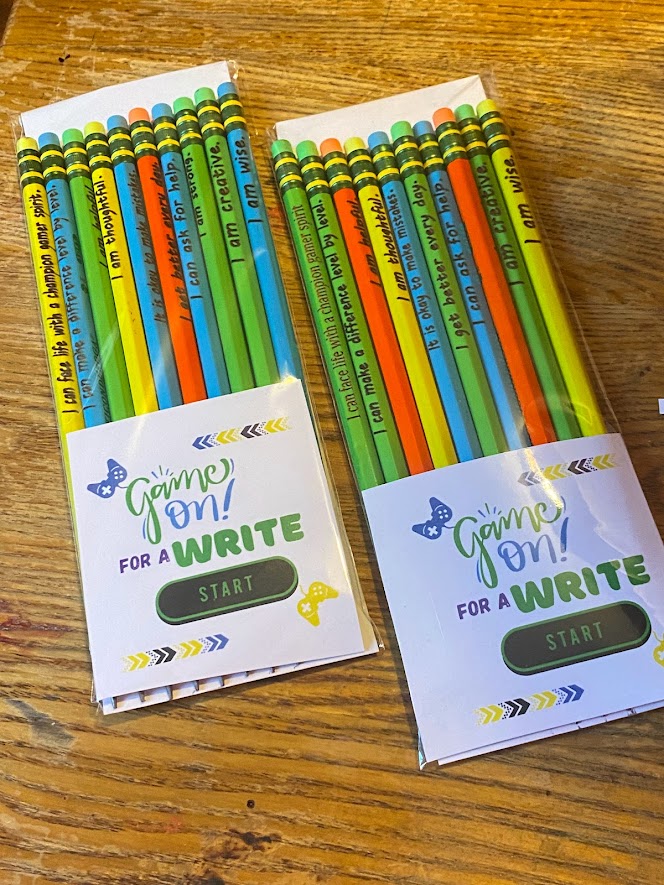 I can face life with a champion gamer spirit.
I can make a difference level by level.
I am helpful.
I am thoughtful.
It is okay to make mistakes.
I get better every day.
I can ask for help.
I am strong.
I am creative.
I am wise.
Game
on!
FOR A WRITE
START
I can face life with a champion gamer spirit
I can make a difference level by level.
I am helpful.
I am thoughtful.
It is okay to make mistakes.
I get better every day.
I can ask for help.
I am creative.
I am wise.
Game
on!
FOR A WRITE
START